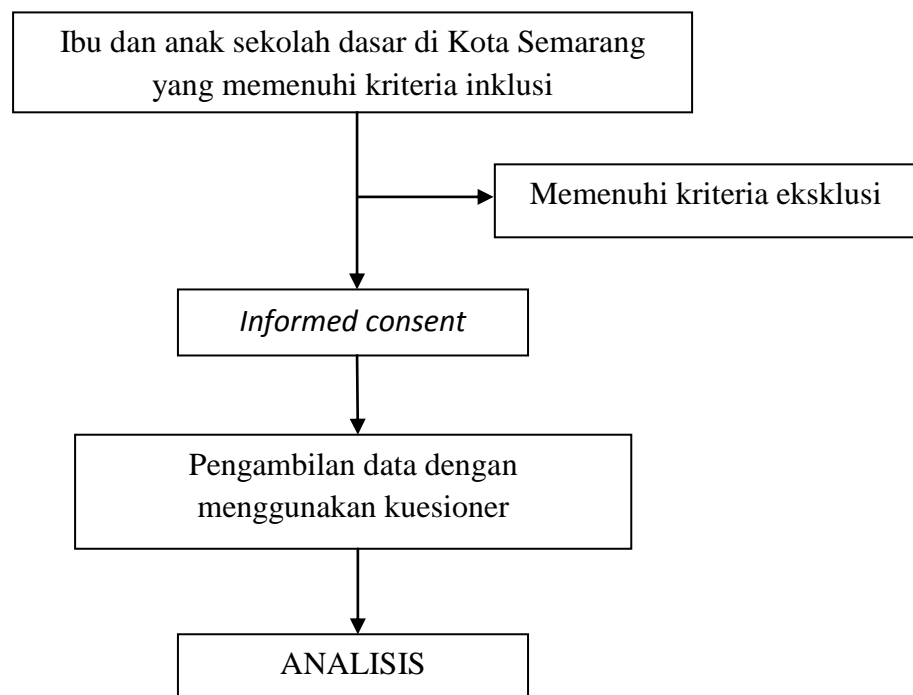 Ibu dan anak sekolah dasar di Kota Semarang
yang memenuhi kriteria inklusi
Memenuhi kriteria eksklusi
Informed consent
Pengambilan data dengan
menggunakan kuesioner
ANALISIS